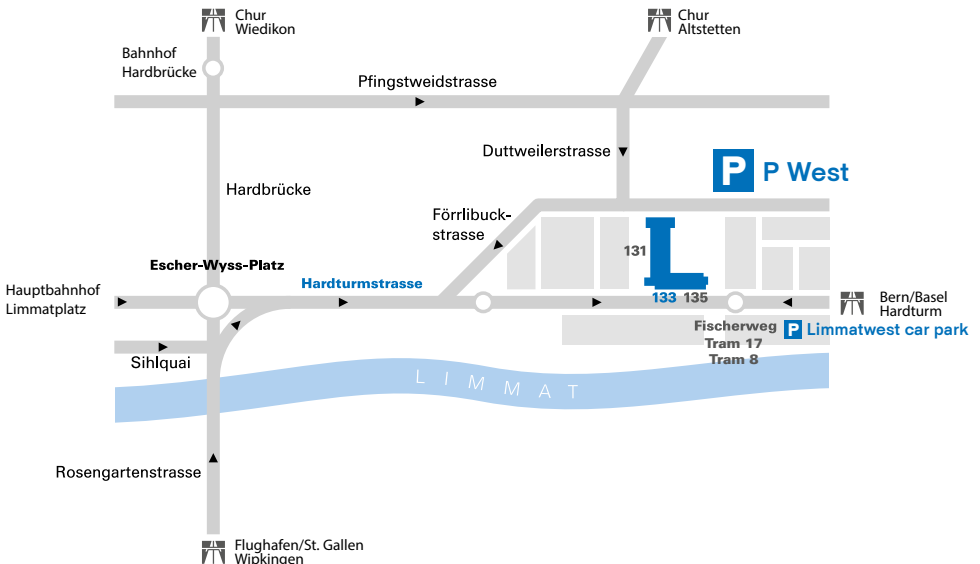 Chur
Wiedikon
Chur
Altstetten
Bahnhof
Hardbrücke
Pfingstweidstrasse
Duttweilerstrasse
P
P West
Hardbrücke
Förrlibuck-
strasse
131
Escher-Wyss-Platz
Hauptbahnhof
Limmatplatz
Hardturmstrasse
133 135
Bern/Basel
Hardturm
Fischerweg
P Limmatwest car park
Tram 17
Tram 8
Sihlquai
LIMMAT
Rosengartenstrasse
Flughafen/St. Gallen
Wipkingen